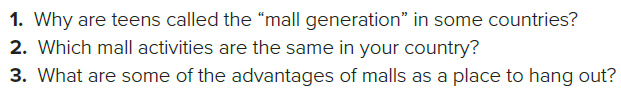 1. Why are teens called the “mall generation” in some countries?
2. Which mall activities are the same in your country?
3. What are some of the advantages of malls as a place to hang out?